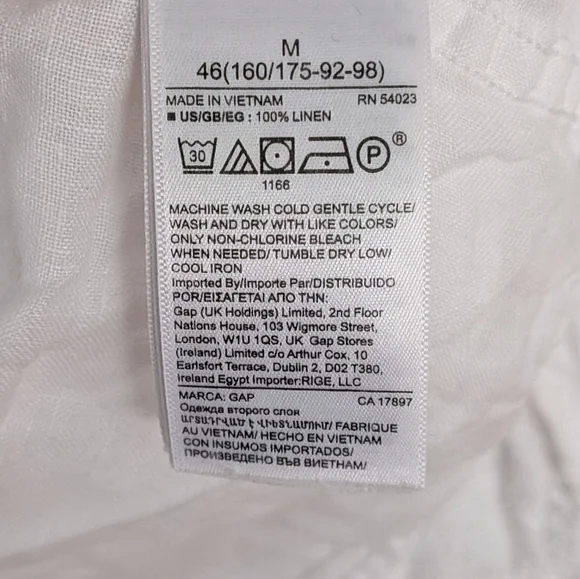 M
46(160/175-92-98)
MADE IN VIETNAM RN 54023
■ US/GB/EG : 100% LINEN
30 P ®
1166
MACHINE WASH COLD GENTLE CYCLE/
WASH AND DRY WITH LIKE COLORS/
ONLY NON-CHLORINE BLEACH
WHEN NEEDED/ TUMBLE DRY LOW/
COOL IRON
Imported By/Importe Par/DISTRIBUIDO
POR/ΕΙΣΑΓΕΤΑΙ ΑΠΟ ΤΗΝ:
Gap (UK Holdings) Limited, 2nd Floor
Nations House, 103 Wigmore Street,
London, W1U 1QS, UK Gap Stores
(Ireland) Limited c/o Arthur Cox, 10
Earlsfort Terrace, Dublin 2, D02 T380,
Ireland Egypt Importer:RIGE, LLC
MARCA: GAP CA 17897
Одежда второго слоя
ԱՐՏԱԴՐՎԱԾ Է ՎԻԵՏՆԱՄՈՒՄ/ FABRIQUE
AU VIETNAM/ HECHO EN VIETNAM
CON INSUMOS IMPORTADOS/
ПРОИЗВЕДЕНО ВЪВ ВИЕТНАМ/